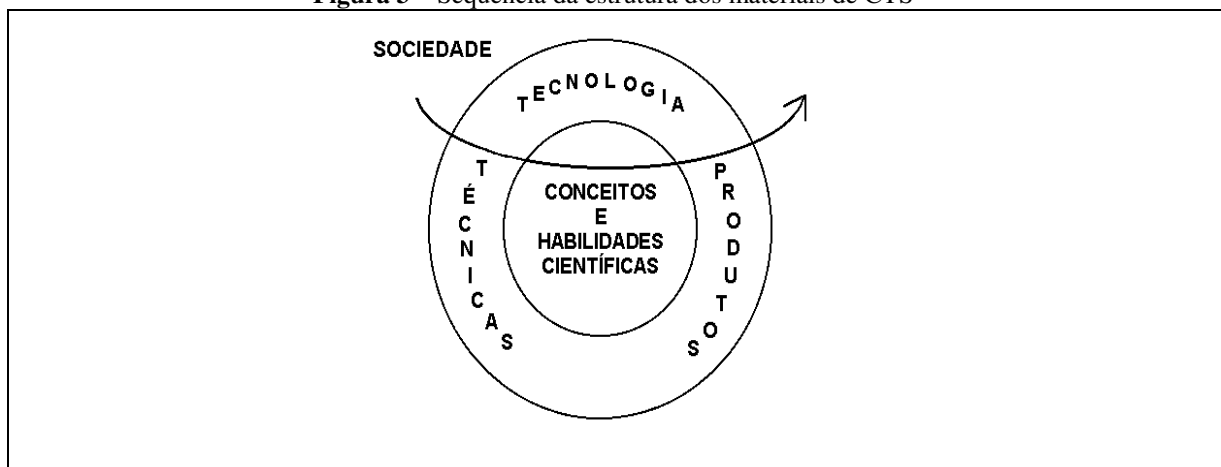 Figura 3 – Sequência da estrutura dos materiais de CTS
SOCIEDADE
TECNOLOGIA
TÉCNICAS
PRODUTOS
CONCEITOS
E
HABILIDADES
CIENTÍFICAS